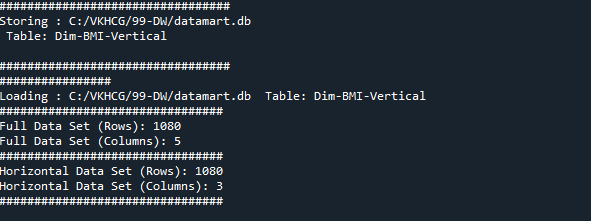 #################################
Storing : C:/VKHCG/99-DW/datamart.db
 Table: Dim-BMI-Vertical

#################################
################
Loading : C:/VKHCG/99-DW/datamart.db  Table: Dim-BMI-Vertical
################################
Full Data Set (Rows): 1080
Full Data Set (Columns): 5
################################
Horizontal Data Set (Rows): 1080
Horizontal Data Set (Columns): 3
################################